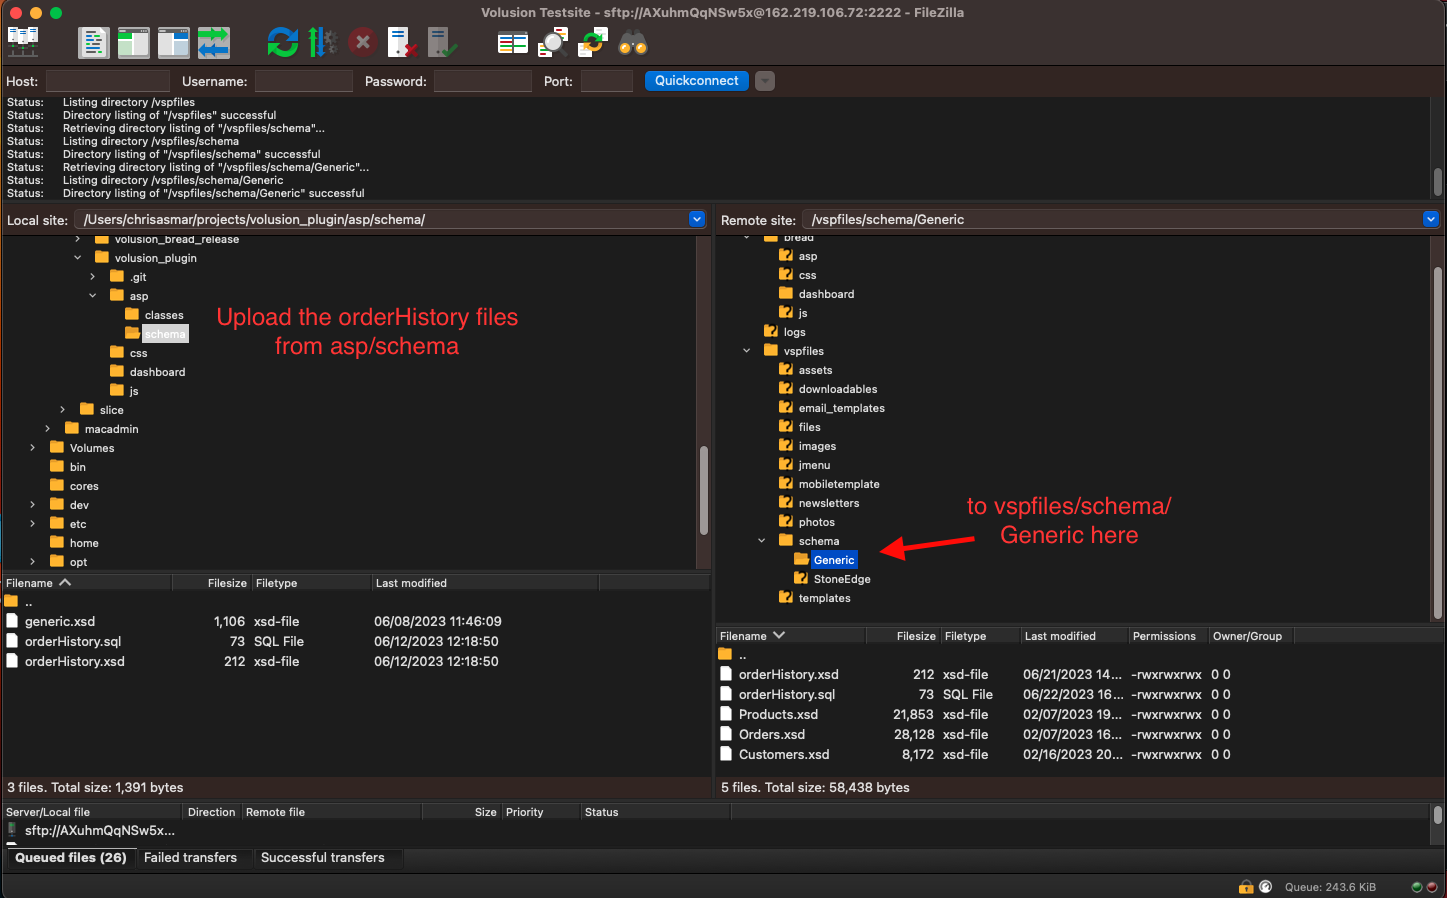 Volusion Testsite - sftp://AXuhmQqNSw5x@162.219.106.72:2222 - FileZilla
Host: Username: Password: Port: Quickconnect
Status: Listing directory /vspfiles
Status: Directory listing of "/vspfiles" successful
Status: Retrieving directory listing of "/vspfiles/schema"...
Status: Listing directory /vspfiles/schema
Status: Directory listing of "/vspfiles/schema" successful
Status: Retrieving directory listing of "/vspfiles/schema/Generic"...
Status: Listing directory /vspfiles/schema/Generic
Status: Directory listing of "/vspfiles/schema/Generic" successful
Local site: /Users/chrisasmar/projects/volusion_plugin/asp/schema/
volusion_bread_release
volusion_plugin
.git
asp
classes
schema
css
dashboard
js
slice
macadmin
Volumes
bin
cores
dev
etc
home
opt
Upload the orderHistory files
from asp/schema
Filename Filesize Filetype Last modified
..
generic.xsd 1,106 xsd-file 06/08/2023 11:46:09
orderHistory.sql 73 SQL File 06/12/2023 12:18:50
orderHistory.xsd 212 xsd-file 06/12/2023 12:18:50
3 files. Total size: 1,391 bytes
Remote site: /vspfiles/schema/Generic
bread
asp
css
dashboard
js
logs
vspfiles
assets
downloadables
email_templates
files
images
jmenu
mobiletemplate
newsletters
photos
schema
Generic
StoneEdge
templates
to vspfiles/schema/
Generic here
Filename Filesize Filetype Last modified Permissions Owner/Group
..
orderHistory.xsd 212 xsd-file 06/21/2023 14... -rwxrwxrwx 0 0
orderHistory.sql 73 SQL File 06/22/2023 16... -rwxrwxrwx 0 0
Products.xsd 21,853 xsd-file 02/07/2023 19... -rwxrwxrwx 0 0
Orders.xsd 28,128 xsd-file 02/07/2023 16... -rwxrwxrwx 0 0
Customers.xsd 8,172 xsd-file 02/16/2023 20... -rwxrwxrwx 0 0
5 files. Total size: 58,438 bytes
Server/Local file Direction Remote file Size Priority Status
sftp://AXuhmQqNSw5x...
Queued files (26) Failed transfers Successful transfers
Queue: 243.6 KiB